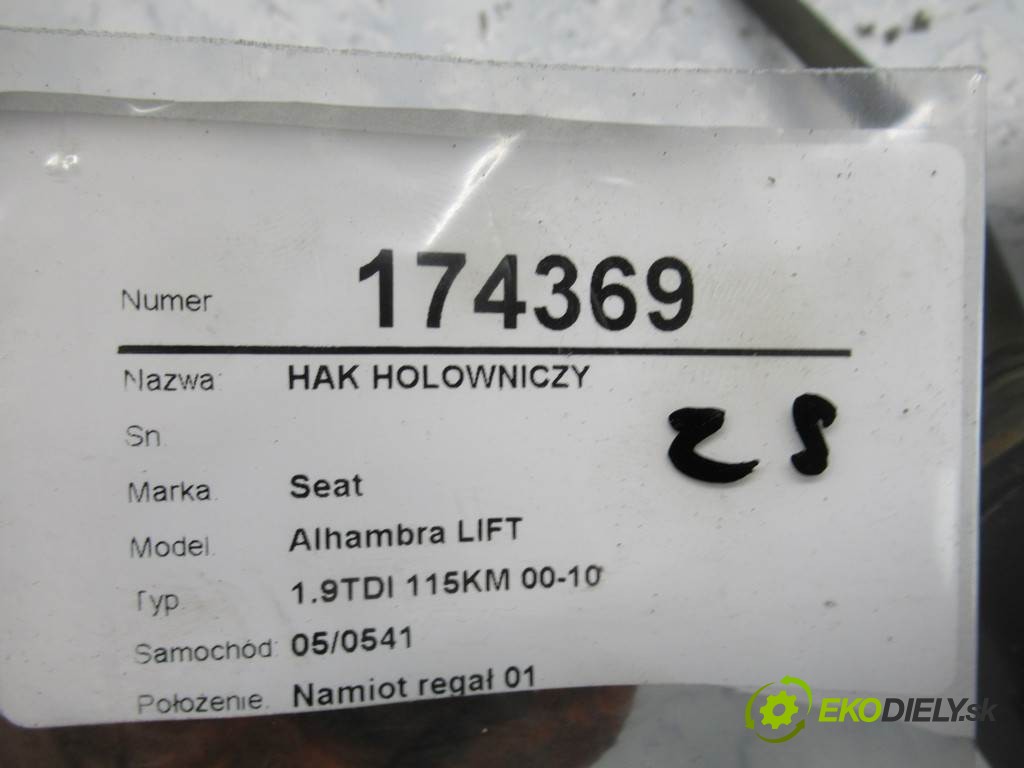 Numer 174369
Nazwa: HAK HOLOWNICZY
Sn.
Marka. Seat
Model. Alhambra LIFT
Typ. 1.9TDI 115KM 00-10
Samochód: 05/0541
Położenie. Namiot regał 01
EKODIELY.sk